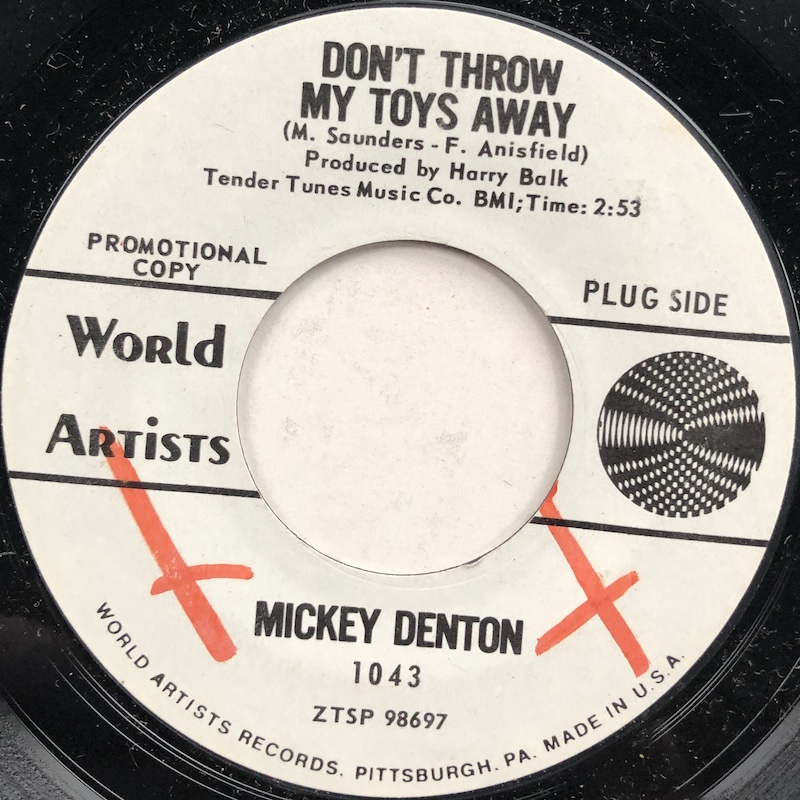 DON'T THROW
MY TOYS AWAY
(M. Saunders - F. Anisfield)
Produced by Harry Balk
Tender Tunes Music Co. BMI; Time: 2:53
PROMOTIONAL
COPY
PLUG SIDE
World
Artists
MICKEY DENTON
1043
ZTSP 98697
WORLD ARTISTS RECORDS. PITTSBURGH. PA. MADE IN U.S.A.